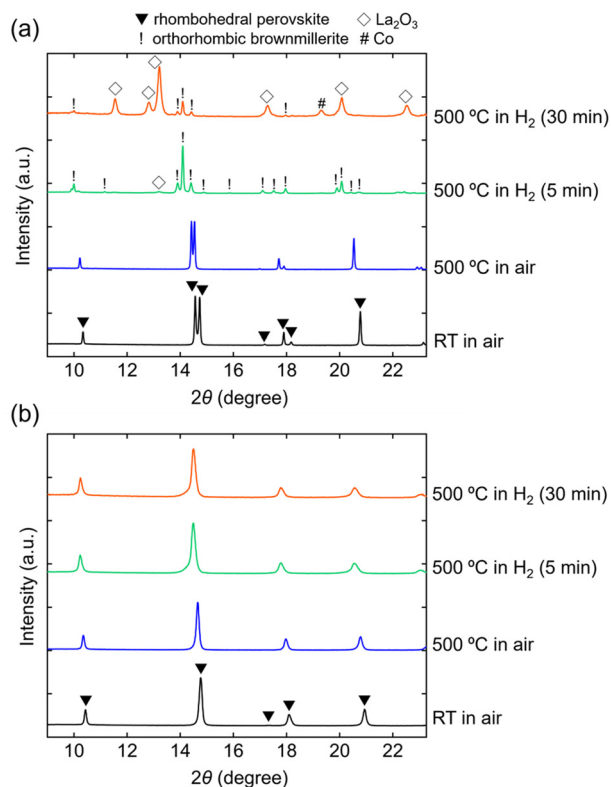 (a)
▼ rhombohedral perovskite ◇ La₂O₃
! orthorhombic brownmillerite # Co
Intensity (a.u.)
500 ºC in H₂ (30 min)
500 ºC in H₂ (5 min)
500 ºC in air
RT in air
10 12 14 16 18 20 22
2θ (degree)
(b)
Intensity (a.u.)
500 ºC in H₂ (30 min)
500 ºC in H₂ (5 min)
500 ºC in air
RT in air
10 12 14 16 18 20 22
2θ (degree)